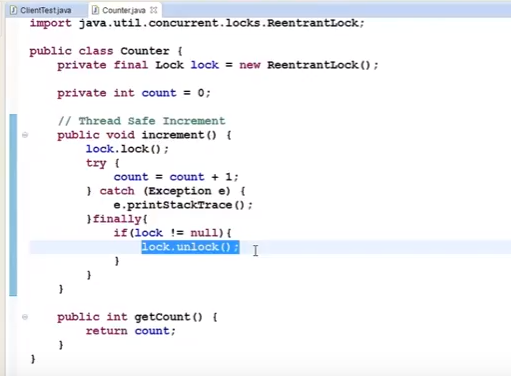 ClientTest.java Counter.java
import java.util.concurrent.locks.ReentrantLock;
public class Counter {
private final Lock lock = new ReentrantLock();
private int count = 0;
// Thread Safe Increment
public void increment() {
lock.lock();
try {
count = count + 1;
} catch (Exception e) {
e.printStackTrace();
}finally{
if(lock != null){
lock.unlock();
}
}
}
public int getCount() {
return count;
}
}